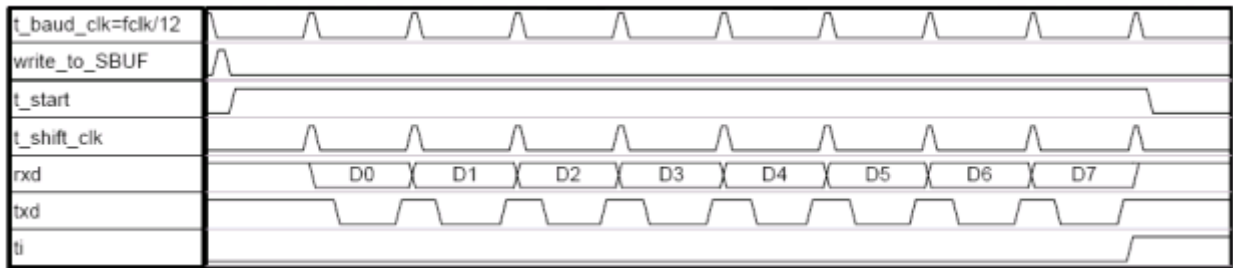 t_baud_clk=fclk/12
write_to_SBUF
t_start
t_shift_clk
rxd D0 D1 D2 D3 D4 D5 D6 D7
txd
ti